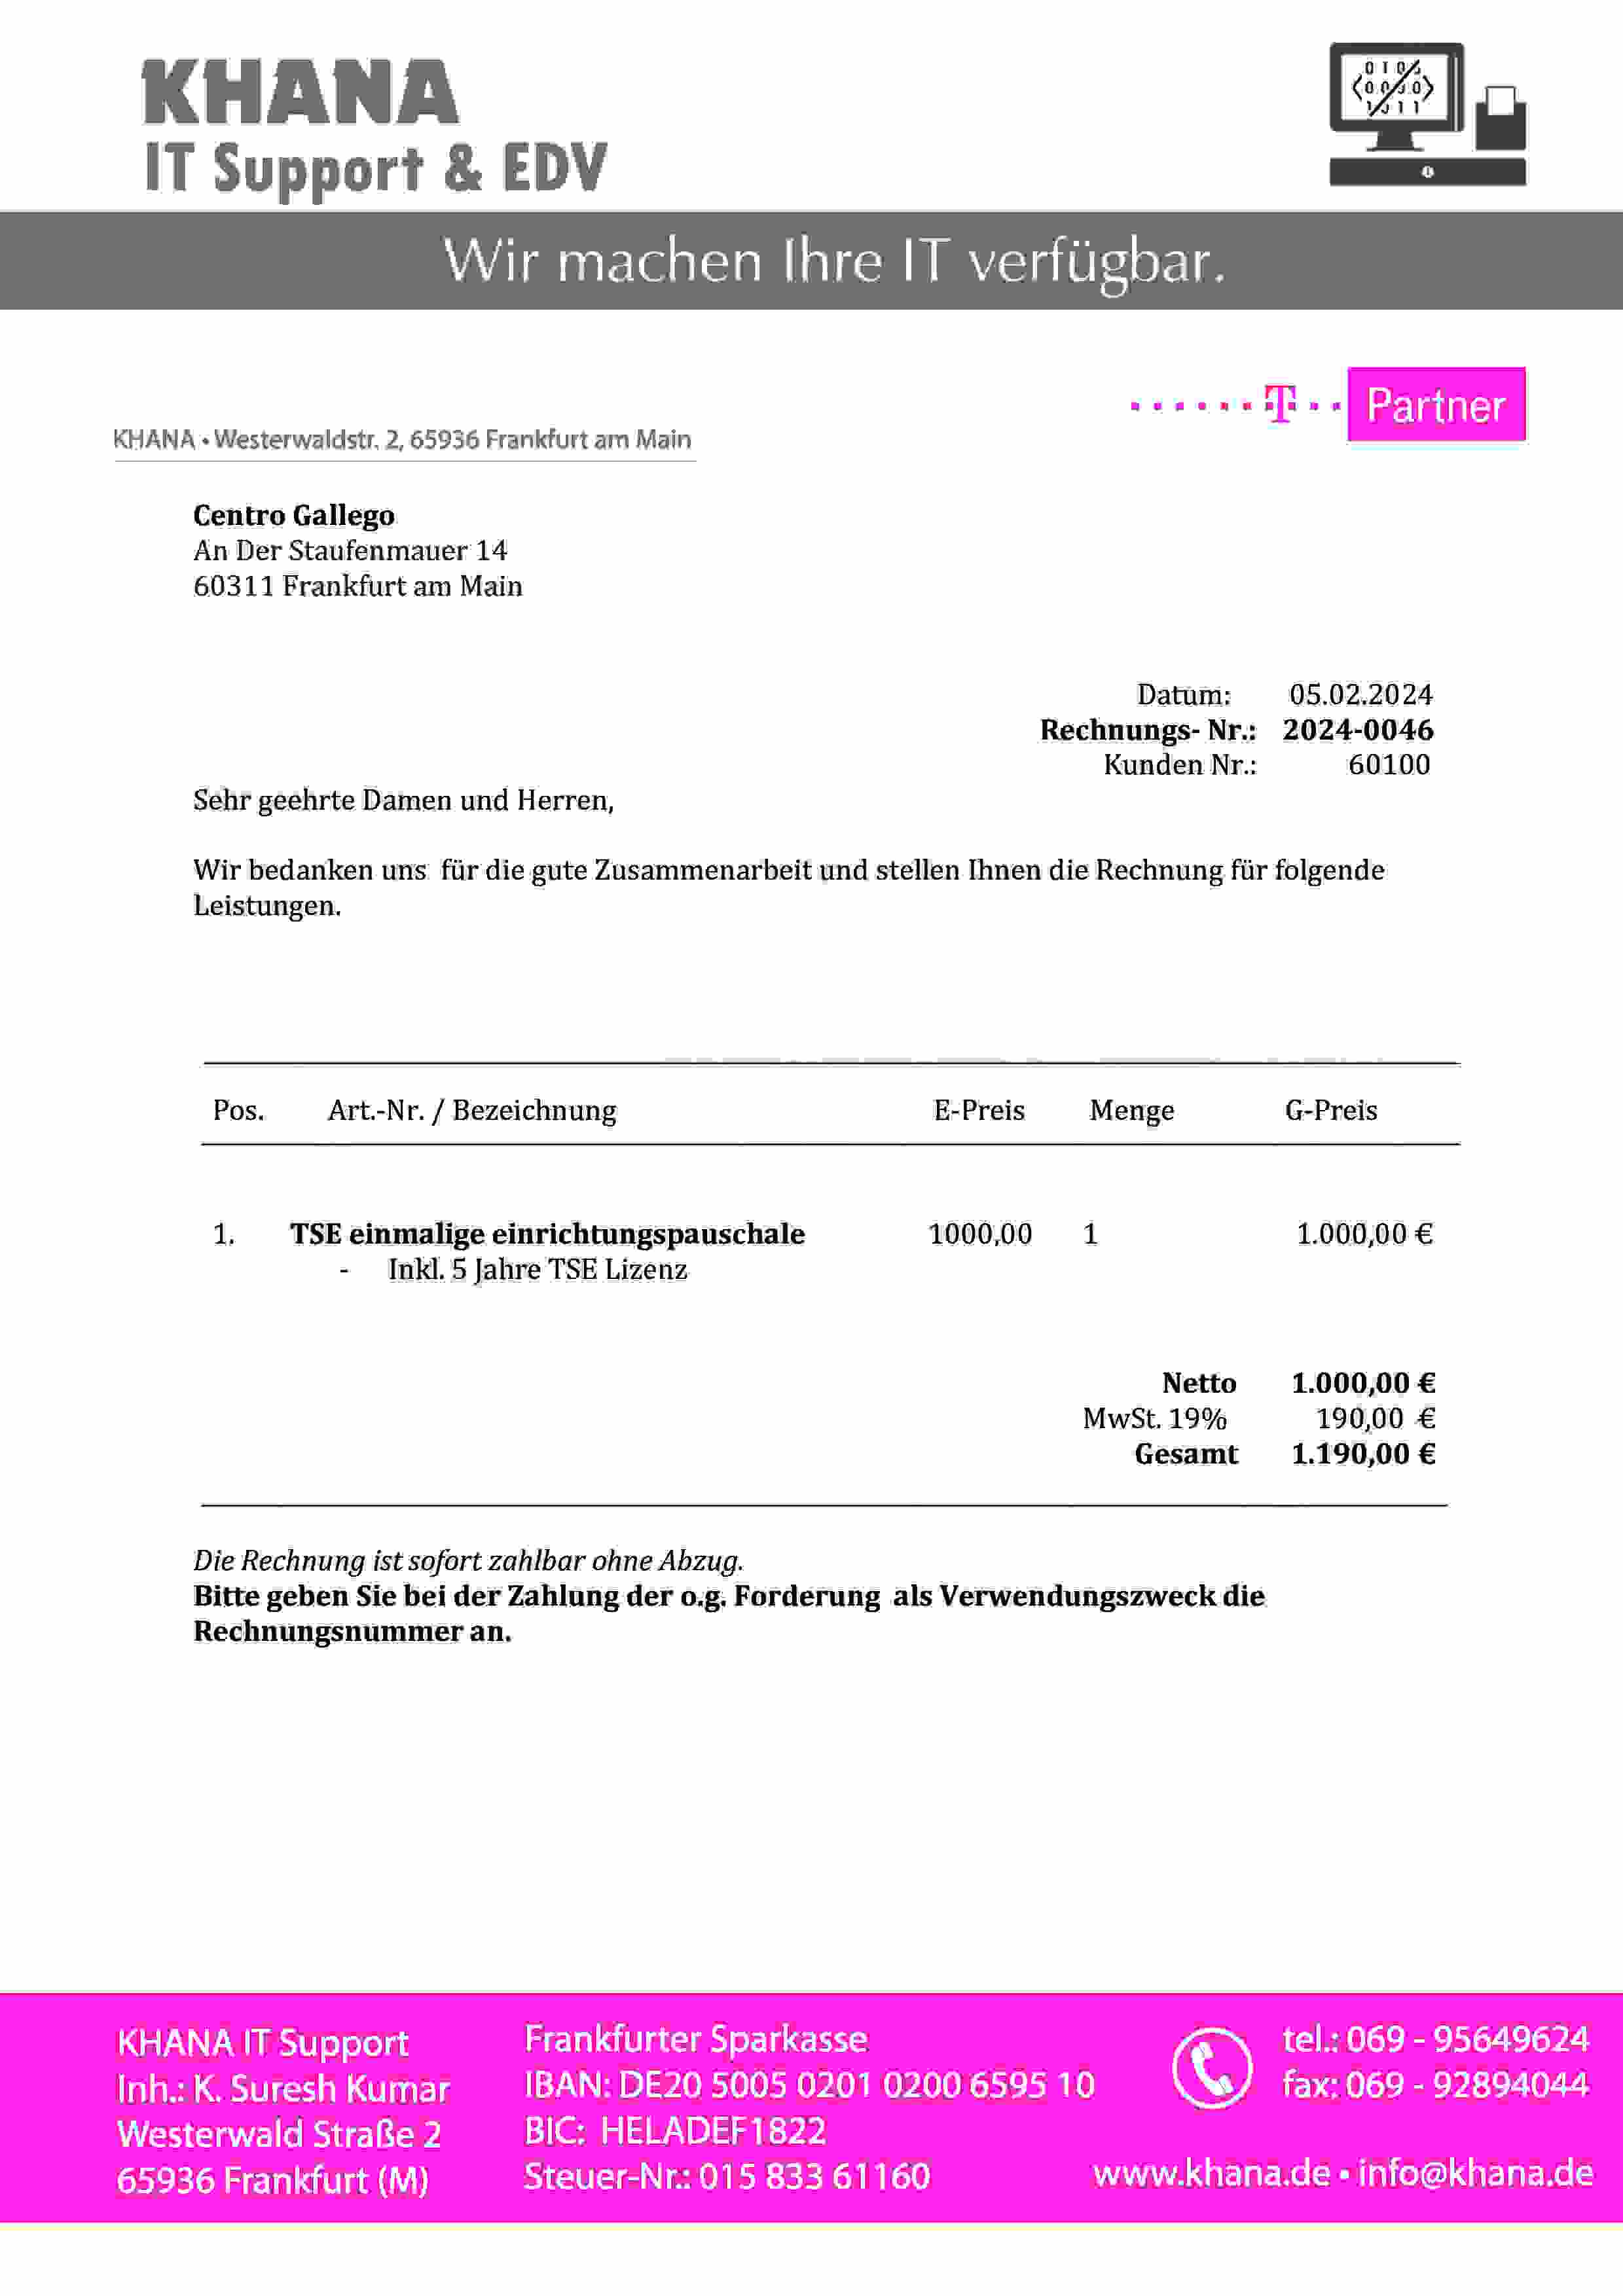 KHANA
IT Support & EDV
Wir machen Ihre IT verfügbar.
T Partner
KHANA • Westerwaldstr. 2, 65936 Frankfurt am Main
Centro Gallego
An Der Staufenmauer 14
60311 Frankfurt am Main
Datum: 05.02.2024
Rechnungs- Nr.: 2024-0046
Kunden Nr.: 60100
Sehr geehrte Damen und Herren,
Wir bedanken uns für die gute Zusammenarbeit und stellen Ihnen die Rechnung für folgende
Leistungen.
Pos. Art.-Nr. / Bezeichnung E-Preis Menge G-Preis
1. TSE einmalige einrichtungspauschale 1000,00 1 1.000,00 €
- Inkl. 5 Jahre TSE Lizenz
Netto 1.000,00 €
MwSt. 19% 190,00 €
Gesamt 1.190,00 €
Die Rechnung ist sofort zahlbar ohne Abzug.
Bitte geben Sie bei der Zahlung der o.g. Forderung als Verwendungszweck die
Rechnungsnummer an.
KHANA IT Support
Inh.: K. Suresh Kumar
Westerwald Straße 2
65936 Frankfurt (M)
Frankfurter Sparkasse
IBAN: DE20 5005 0201 0200 6595 10
BIC: HELADEF1822
Steuer-Nr.: 015 833 61160
tel.: 069 - 95649624
fax: 069 - 92894044
www.khana.de • info@khana.de